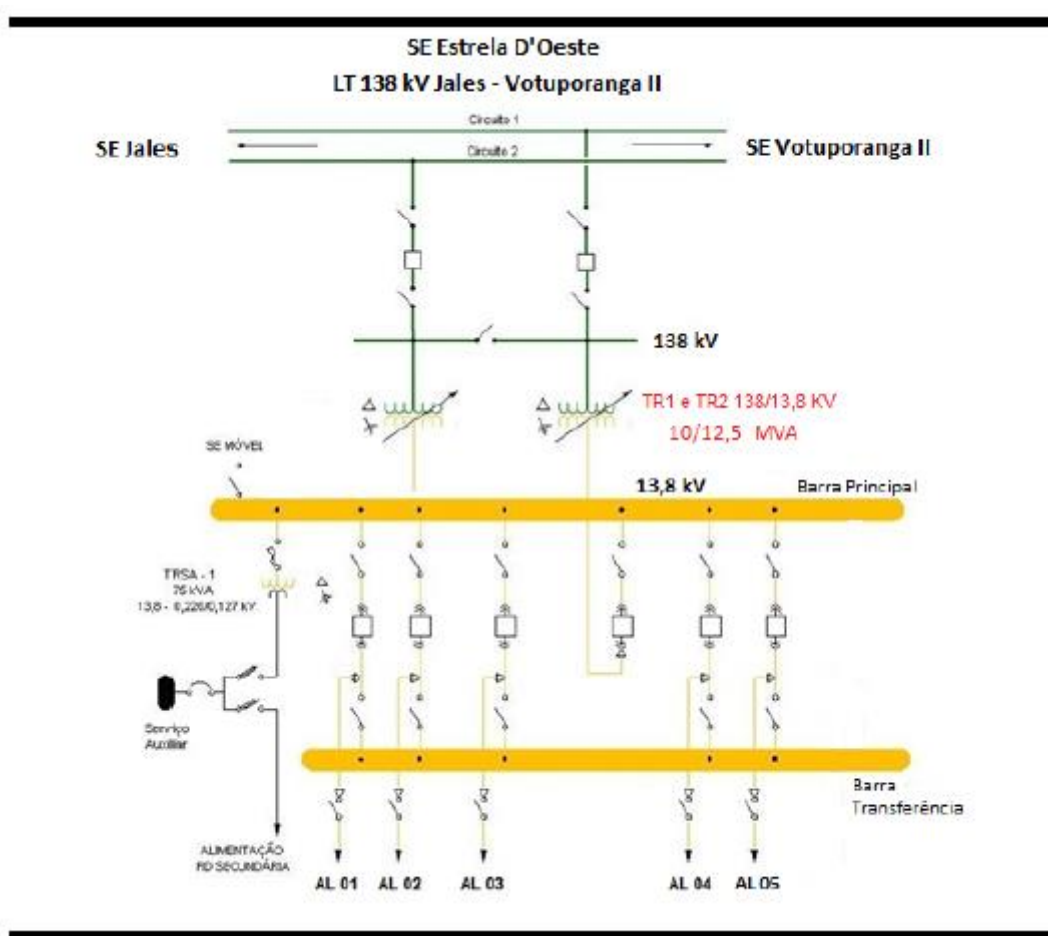 SE Estrela D'Oeste
LT 138 kV Jales - Votuporanga II
Circuito 1
SE Jales
Circuito 2
SE Votuporanga II
138 kV
TR1 e TR2 138/13,8 KV
10/12,5 MVA
SE MÓVEL
13,8 kV
Barra Principal
TRSA - 1
75 kVA
13,8 - 0,220/0,127 kV
Serviço
Auxiliar
Barra
Transferência
ALIMENTAÇÃO
RD SECUNDÁRIA
AL 01 AL 02 AL 03 AL 04 AL 05